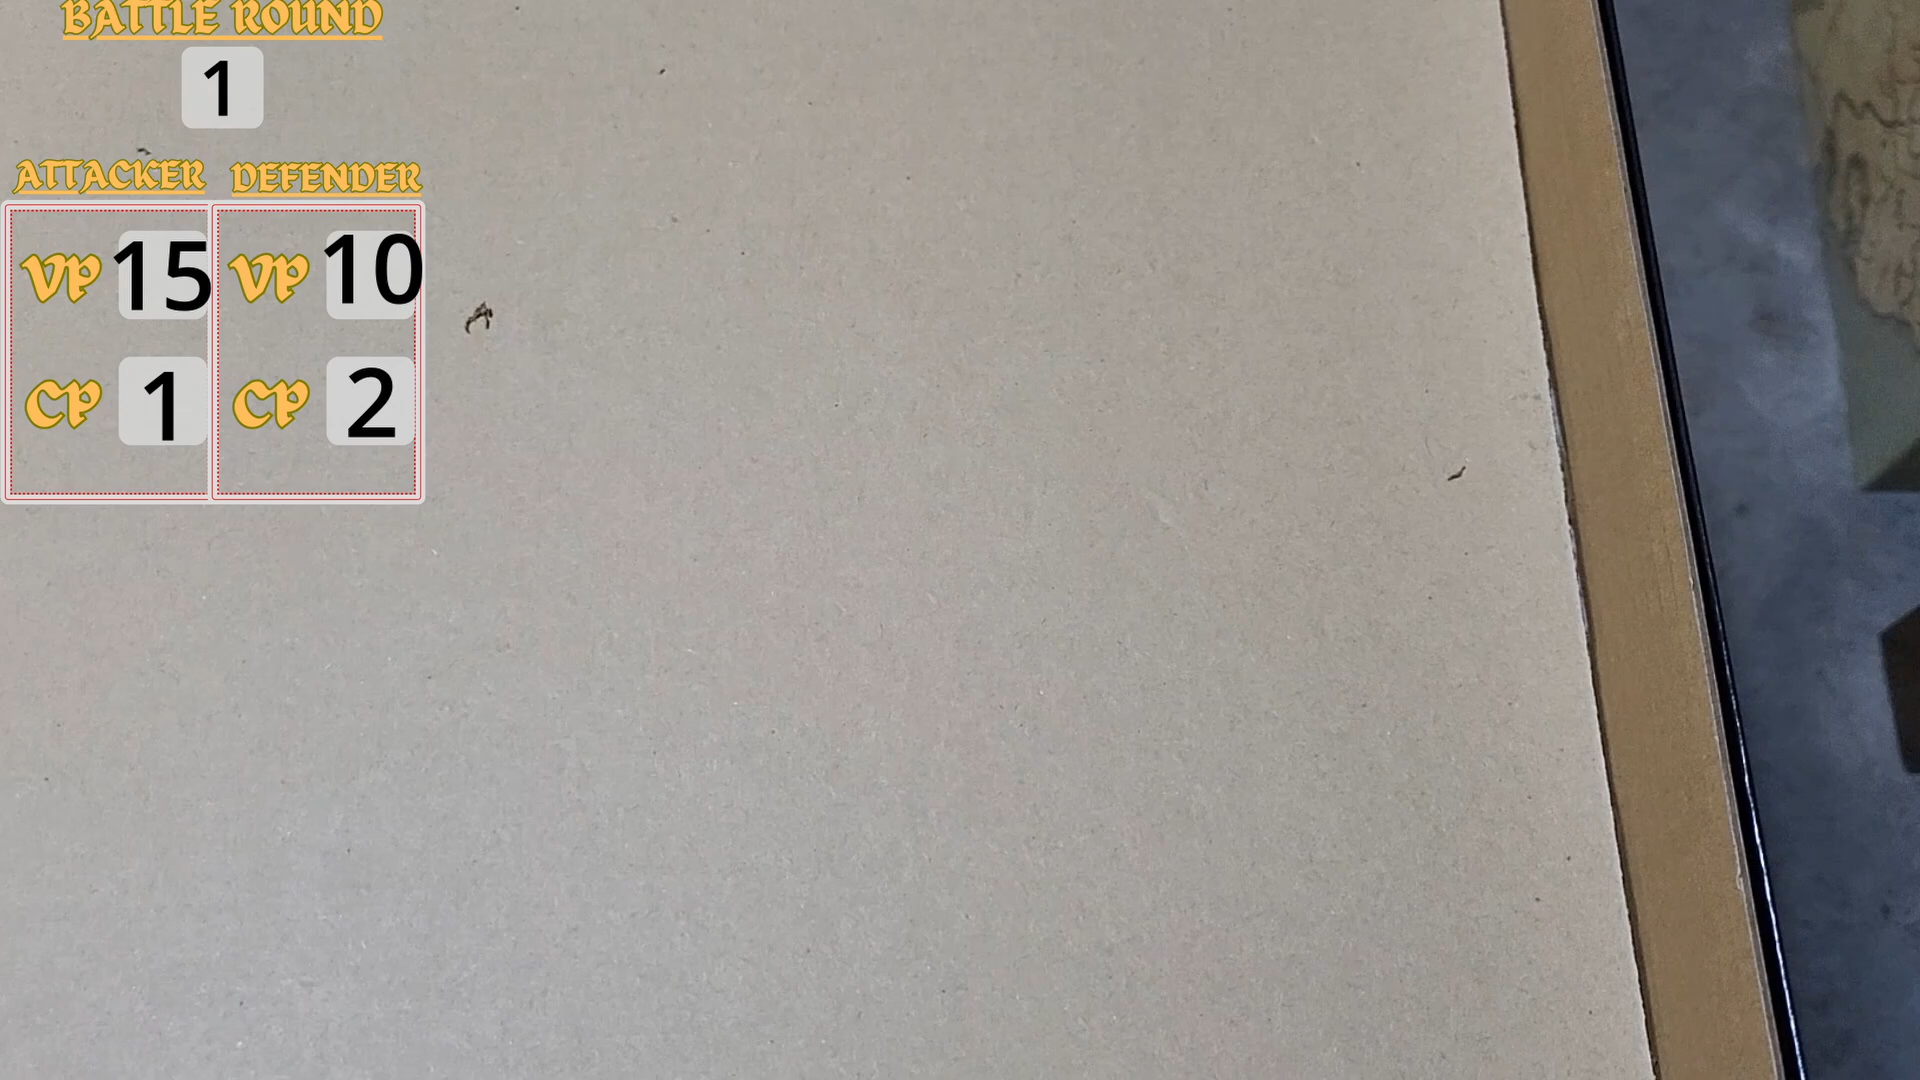 BATTLE ROUND
1
ATTACKER DEFENDER
VP 15 VP 10
CP 1 CP 2